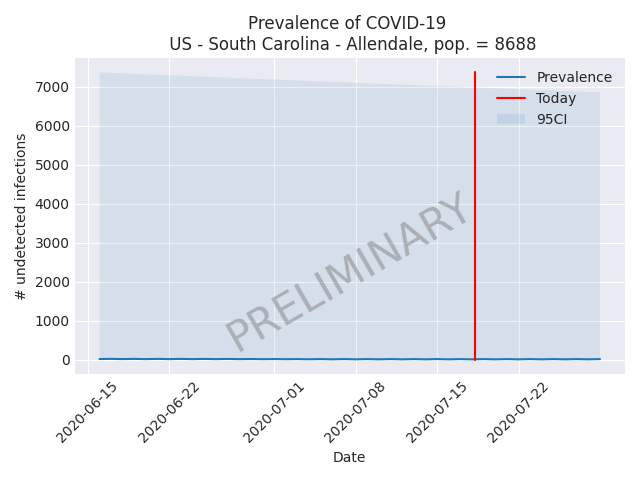 Prevalence of COVID-19
US - South Carolina - Allendale, pop. = 8688
Prevalence
Today
95CI
7000
6000
5000
4000
3000
2000
1000
0
# undetected infections
PRELIMINARY
2020-06-15
2020-06-22
2020-07-01
2020-07-08
2020-07-15
2020-07-22
Date